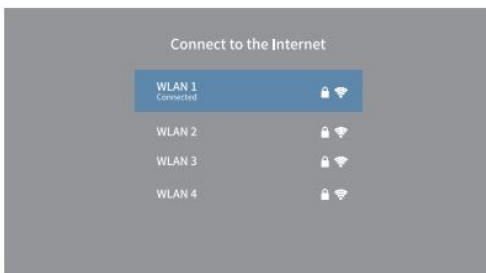 Connect to the Internet
WLAN 1
Connected
WLAN 2
WLAN 3
WLAN 4